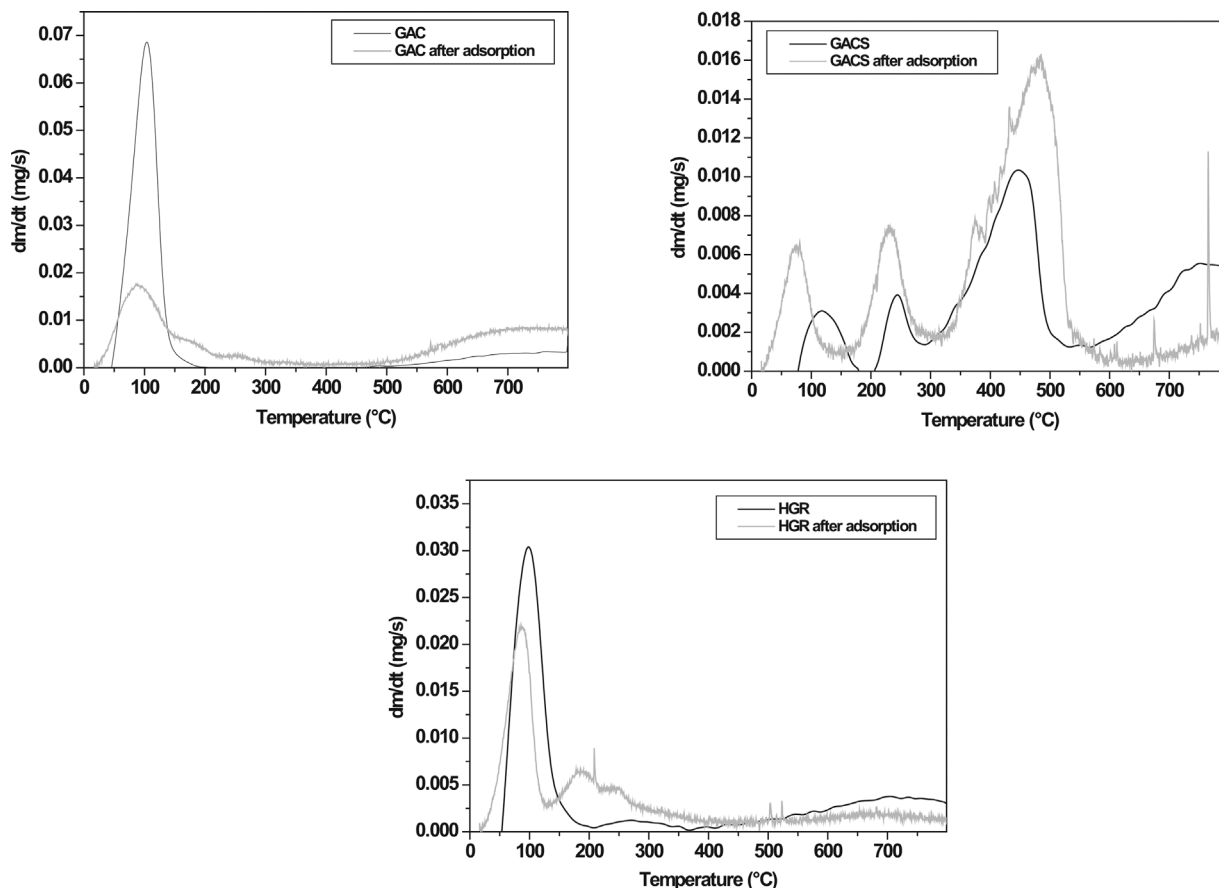 GAC
GAC after adsorption
0.07
0.06
0.05
0.04
0.03
0.02
0.01
0.00
dm/dt (mg/s)
0 100 200 300 400 500 600 700
Temperature (°C)
GACS
GACS after adsorption
0.018
0.016
0.014
0.012
0.010
0.008
0.006
0.004
0.002
0.000
dm/dt (mg/s)
0 100 200 300 400 500 600 700
Temperature (°C)
HGR
HGR after adsorption
0.035
0.030
0.025
0.020
0.015
0.010
0.005
0.000
dm/dt (mg/s)
0 100 200 300 400 500 600 700
Temperature (°C)